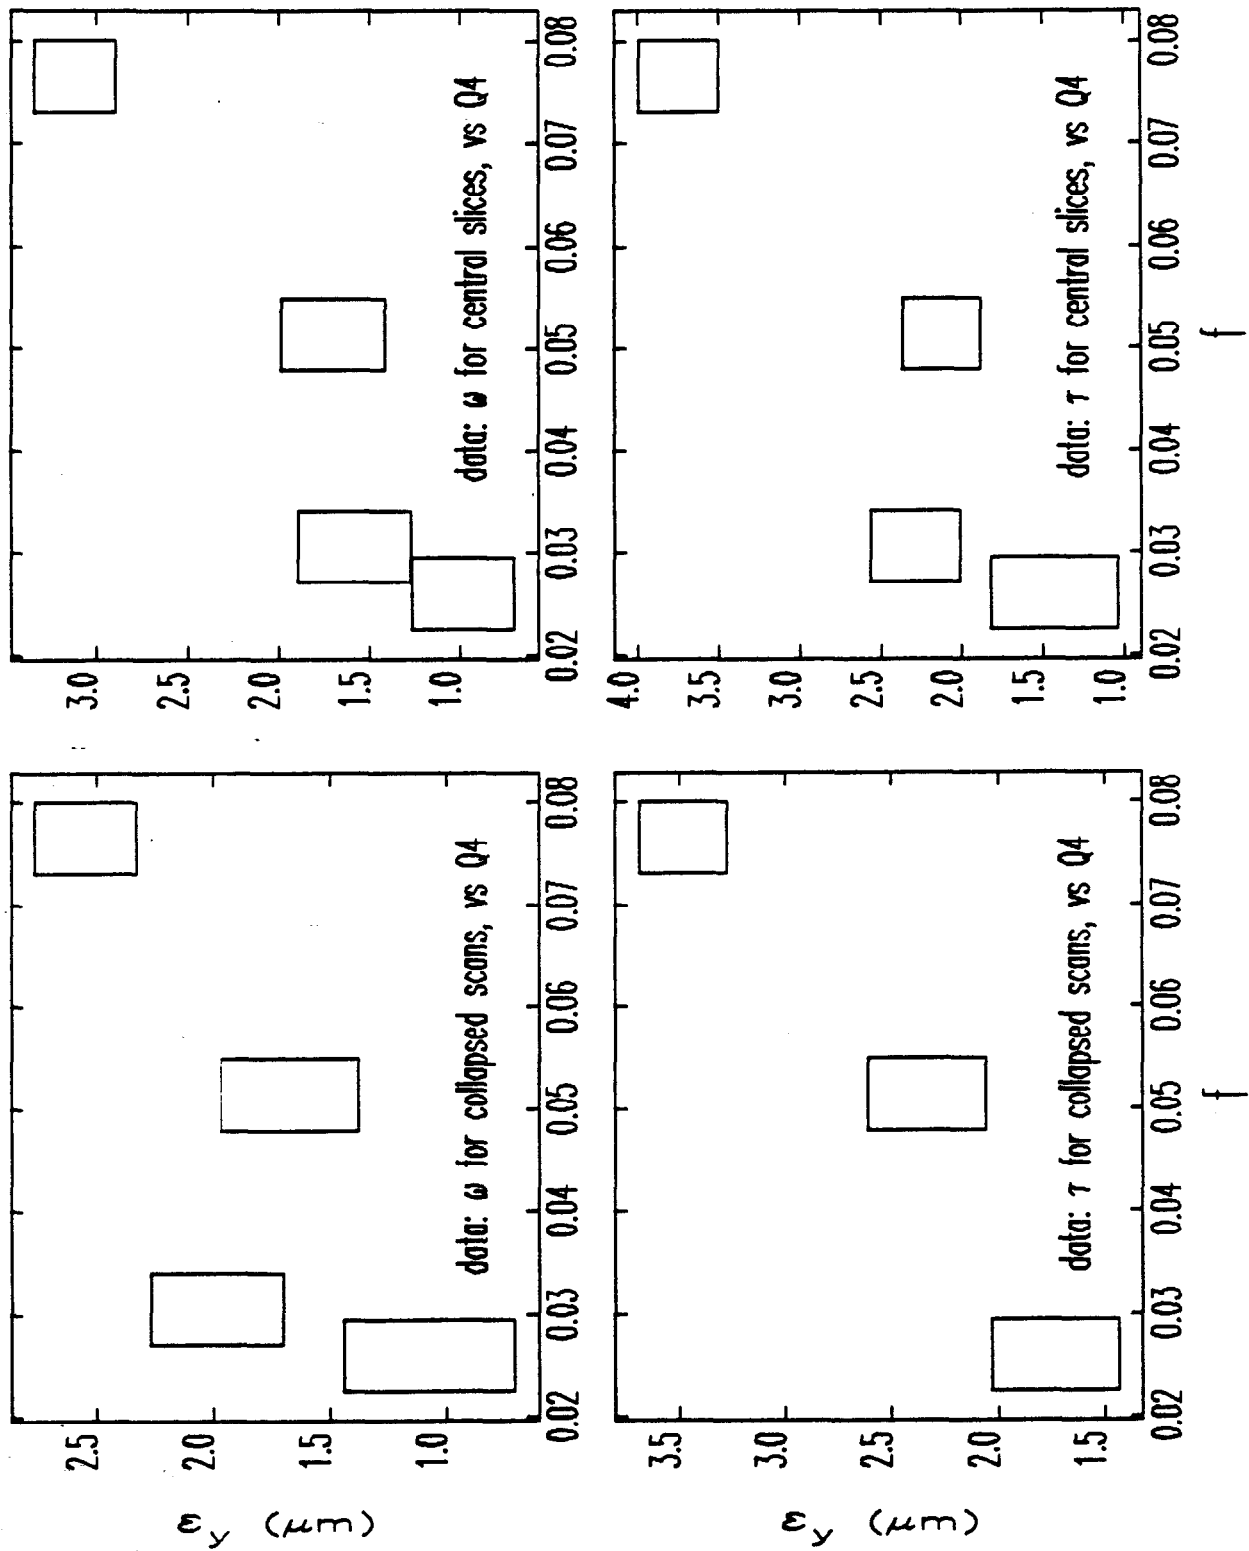 εy (μm)
2.5
2.0
1.5
1.0
data: ω for collapsed scans, vs Q4
0.02 0.03 0.04 0.05 0.06 0.07 0.08
3.0
2.5
2.0
1.5
1.0
data: ω for central slices, vs Q4
0.02 0.03 0.04 0.05 0.06 0.07 0.08
εy (μm)
3.5
3.0
2.5
2.0
1.5
data: τ for collapsed scans, vs Q4
0.02 0.03 0.04 0.05 0.06 0.07 0.08
f
4.0
3.5
3.0
2.5
2.0
1.5
1.0
data: τ for central slices, vs Q4
0.02 0.03 0.04 0.05 0.06 0.07 0.08
f